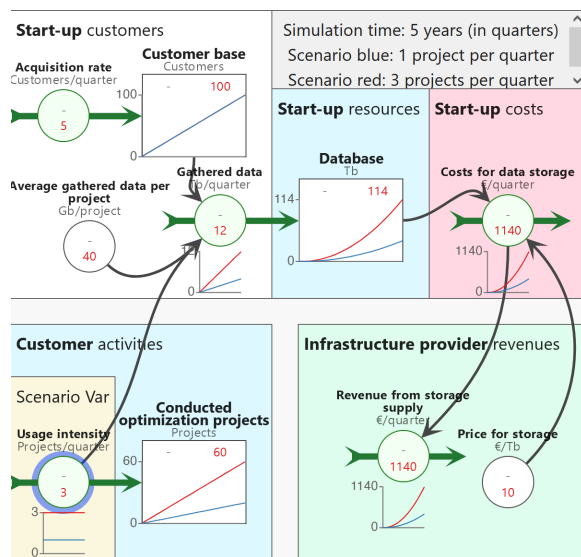 Start-up customers
Simulation time: 5 years (in quarters)
Scenario blue: 1 project per quarter
Scenario red: 3 projects per quarter
Acquisition rate
Customers/quarter
-
5
Customer base
Customers
100
-
100
0
Average gathered data per
project
Gb/project
-
40
Gathered data
Tb/quarter
-
12
0
Start-up resources
Database
Tb
114
-
114
0
Start-up costs
Costs for data storage
€/quarter
-
1140
1140
0
Customer activities
Scenario Var
Usage intensity
Projects/quarter
-
3
3
0
Conducted
optimization projects
Projects
60
-
60
0
Infrastructure provider revenues
Revenue from storage
supply
€/quarter
-
1140
1140
0
Price for storage
€/Tb
-
10